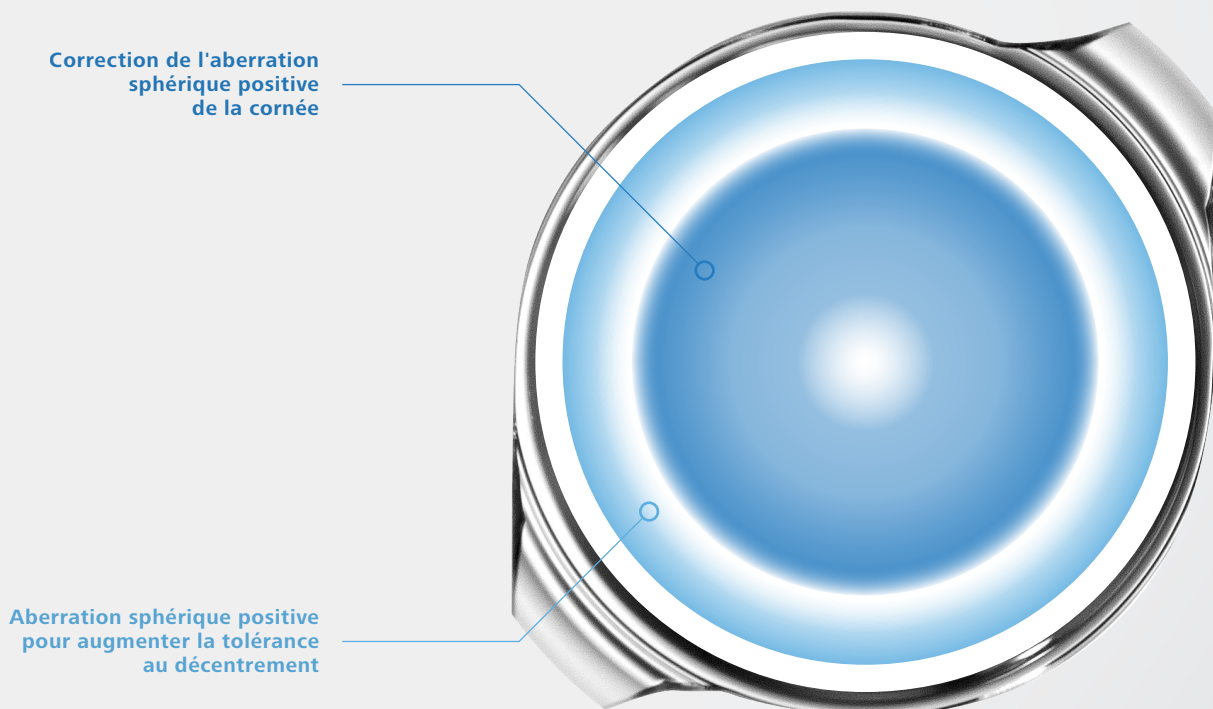 Correction de l'aberration
sphérique positive
de la cornée
Aberration sphérique positive
pour augmenter la tolérance
au décentrement